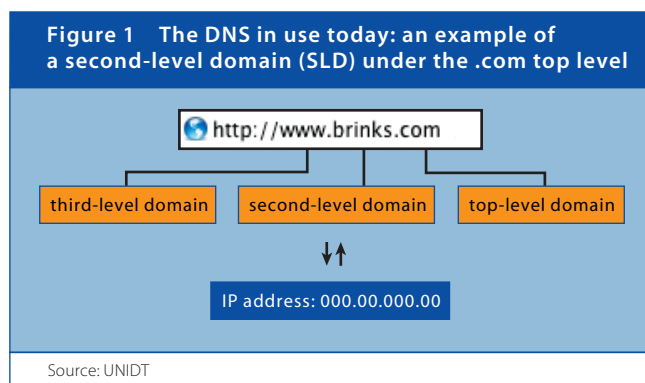 Figure 1 The DNS in use today: an example of
a second-level domain (SLD) under the .com top level
http://www.brinks.com
third-level domain second-level domain top-level domain
IP address: 000.00.000.00
Source: UNIDT